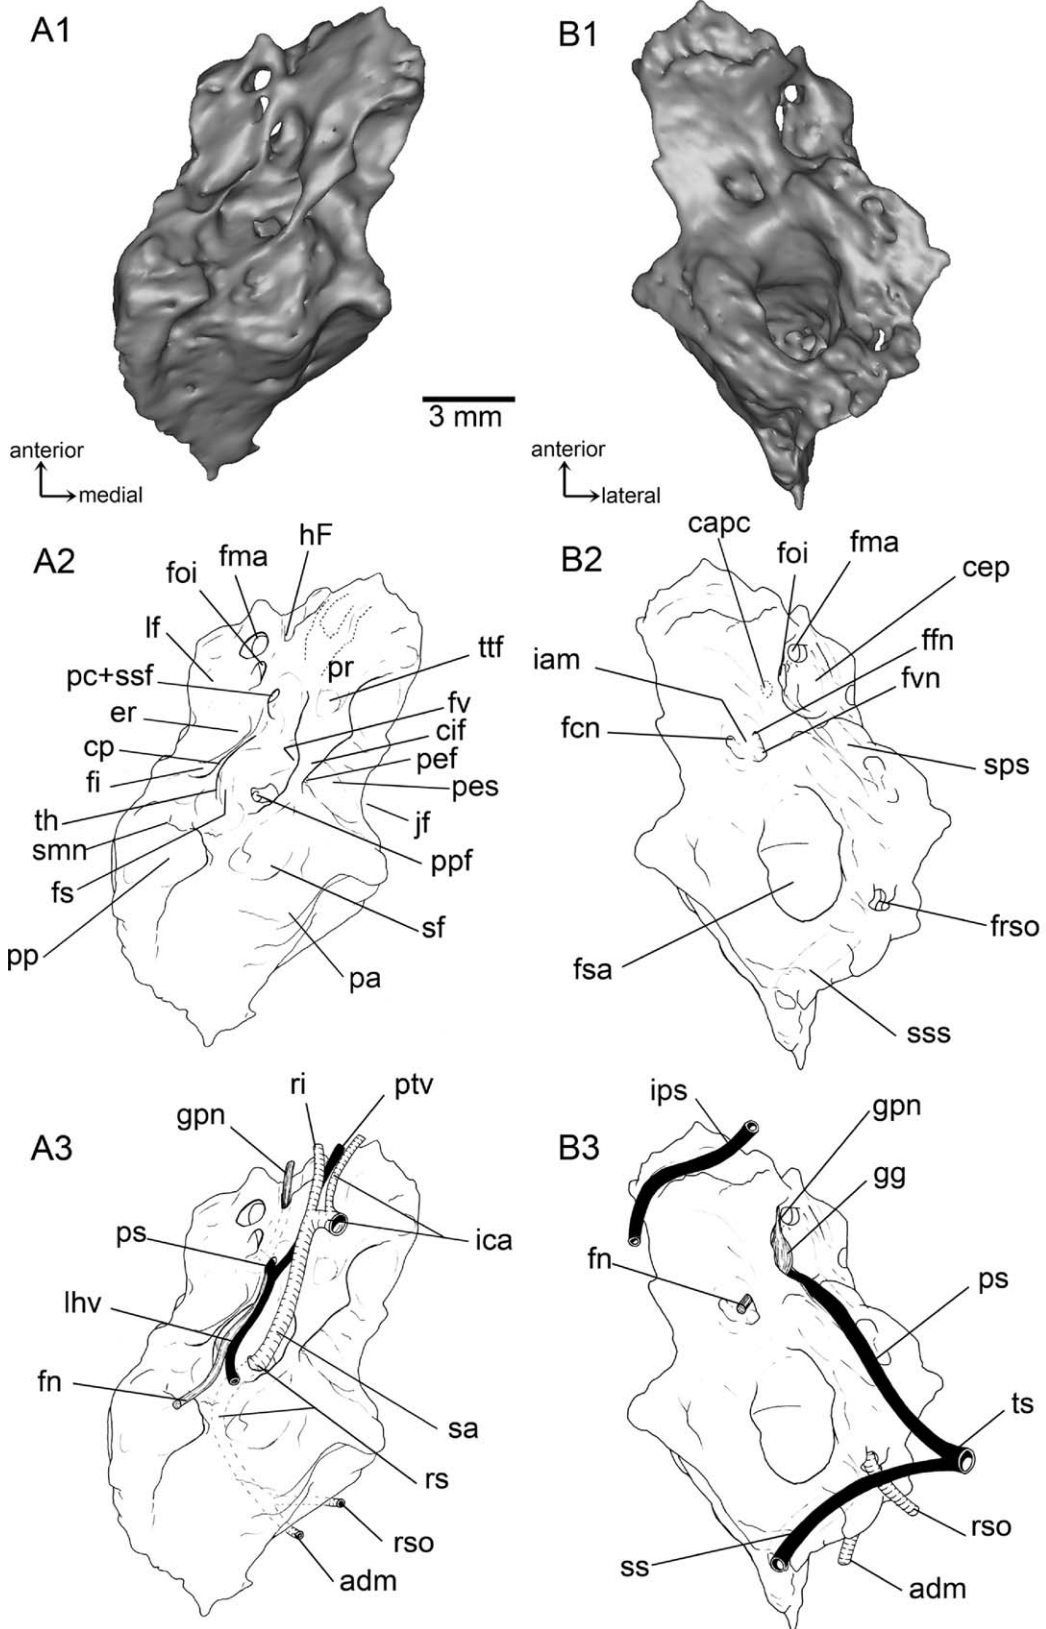 A1
B1
3 mm
anterior
medial
anterior
lateral
A2
hF
fma
foi
lf
pc+ssf
er
cp
fi
th
smn
fs
pp
pr
ttf
fv
cif
pef
pes
jf
ppf
sf
pa
B2
capc
foi
fma
cep
iam
ffn
fvn
fcn
sps
fsa
frso
sss
A3
ri
ptv
gpn
ps
ica
lhv
fn
sa
rs
rso
adm
B3
ips
gpn
gg
fn
ps
ts
rso
ss
adm